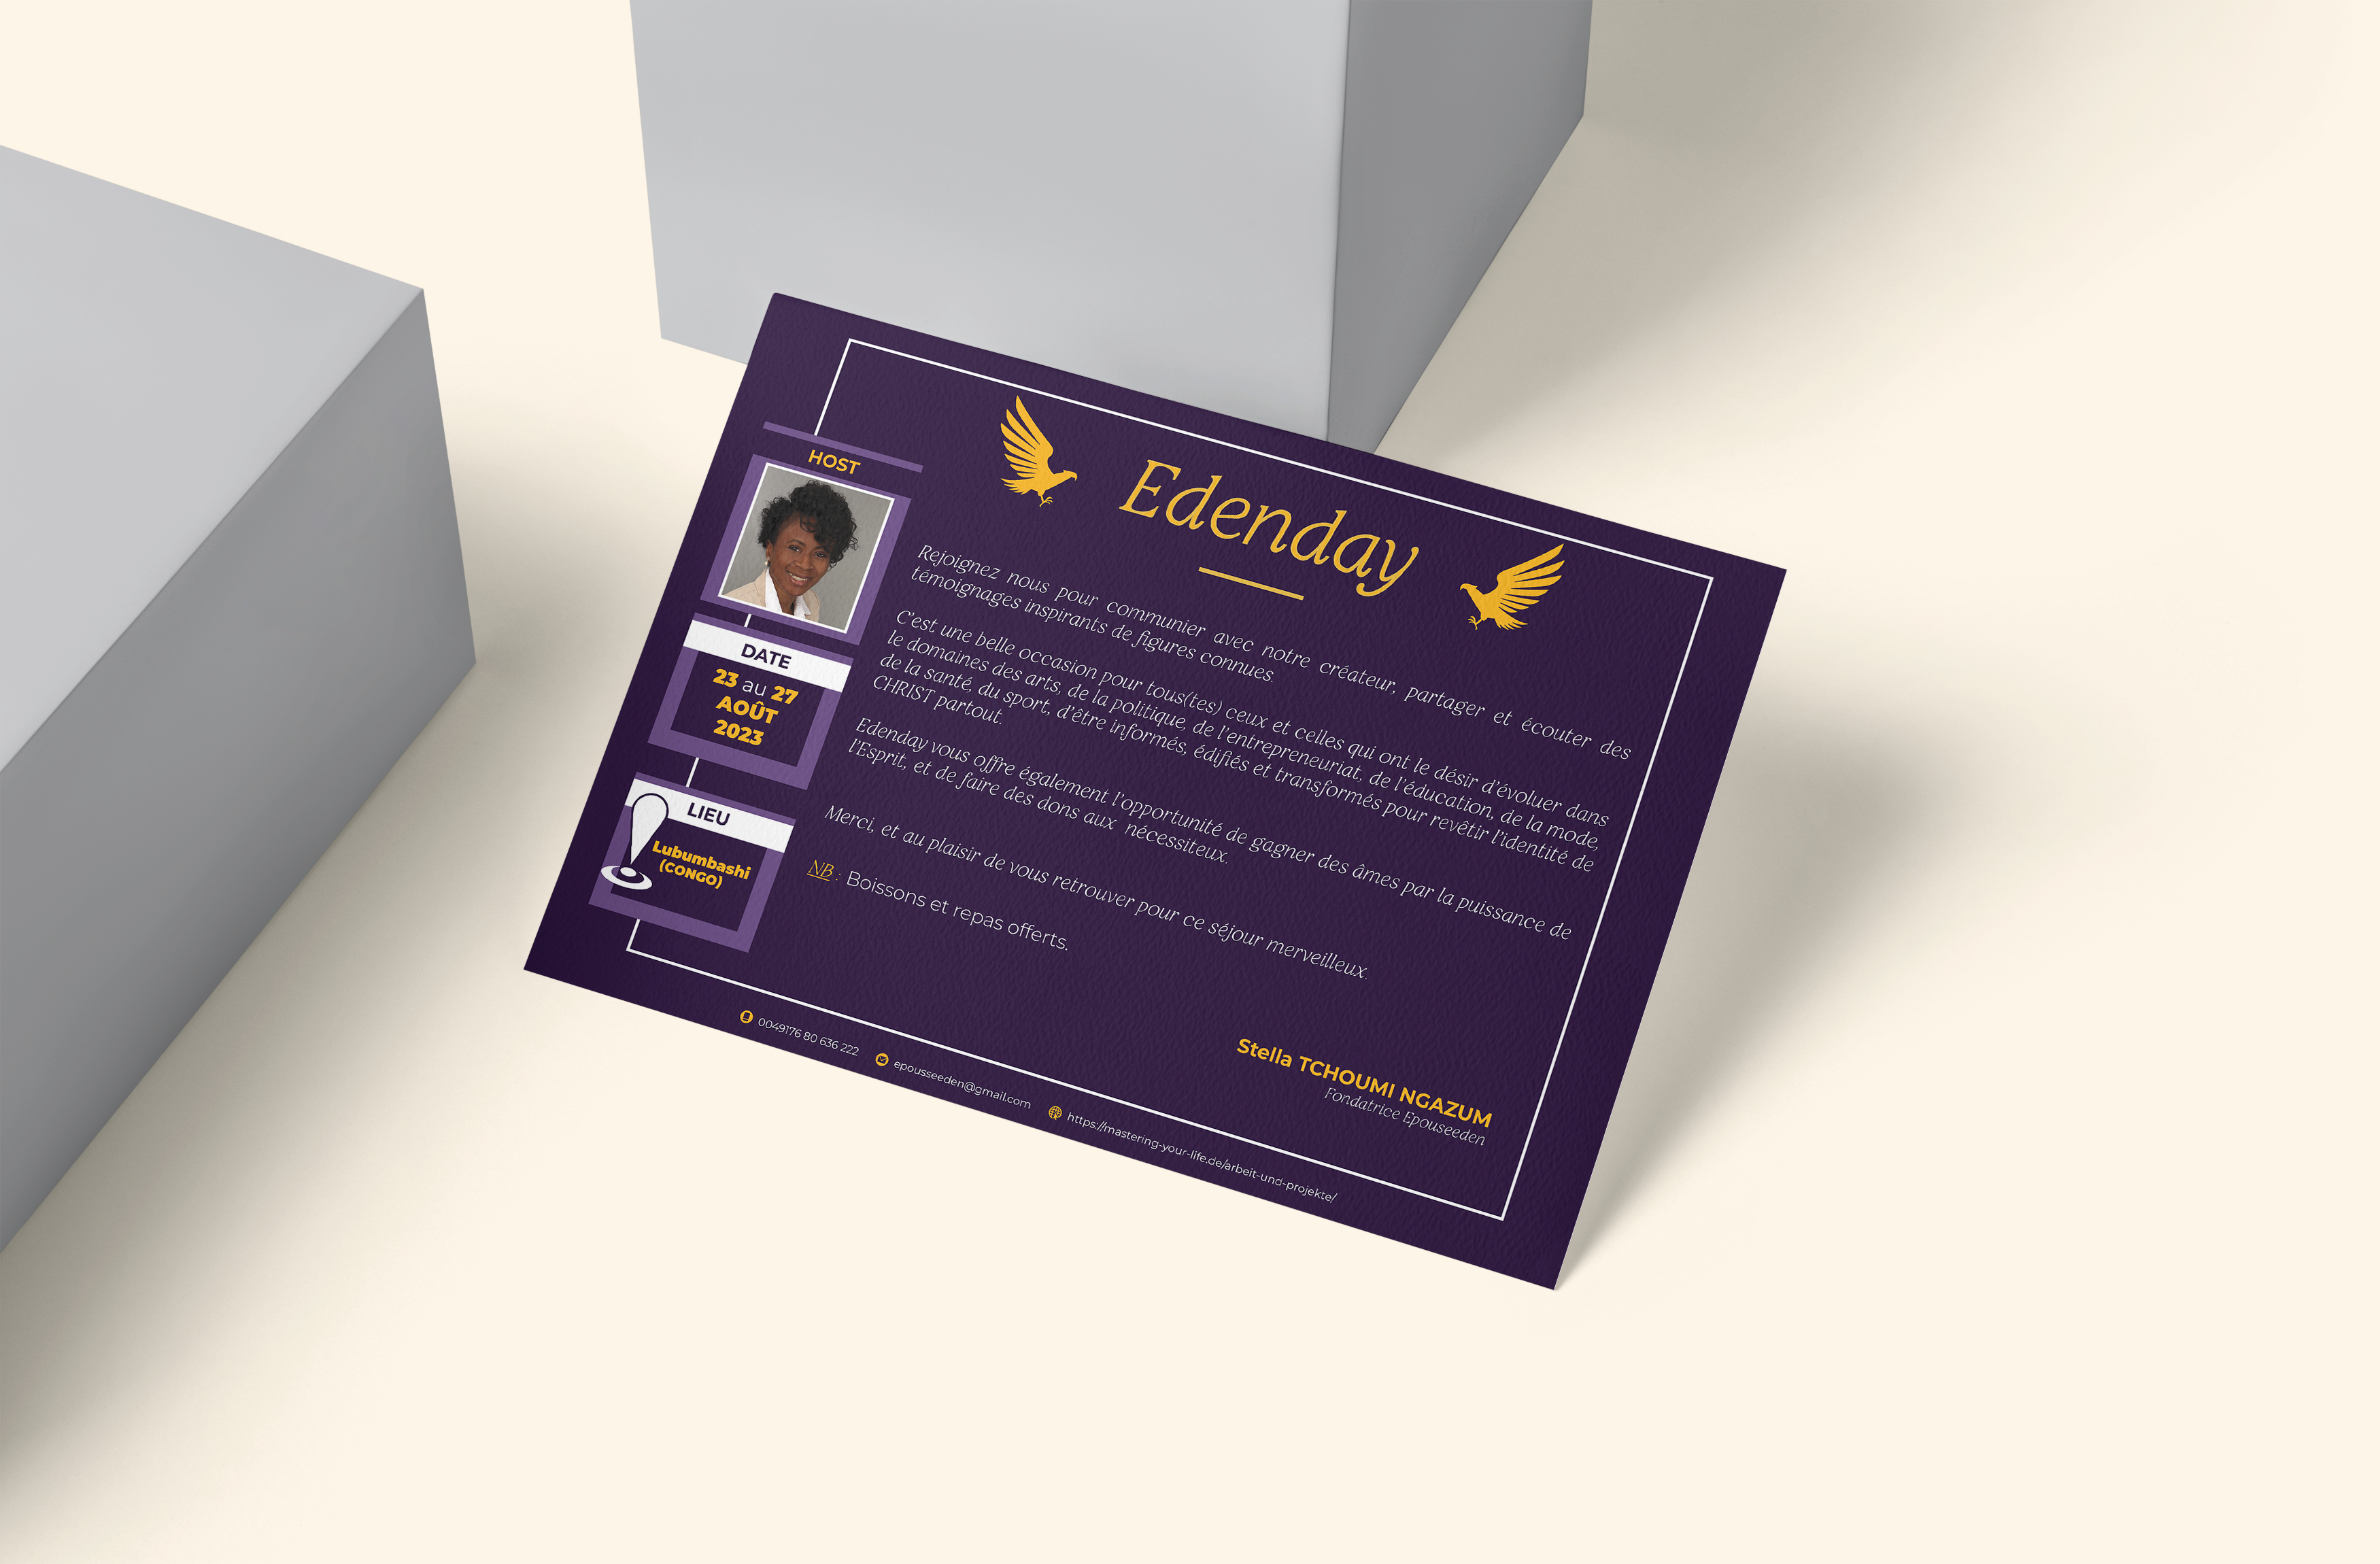 Edenday
HOST
DATE
23 au 27
AOÛT
2023
LIEU
Lubumbashi
(CONGO)
Rejoignez nous pour communier avec notre créateur, partager et écouter des
témoignages inspirants de figures connues.
C'est une belle occasion pour tous(tes) ceux et celles qui ont le désir d'évoluer dans
le domaines des arts, de la politique, de l'entrepreneuriat, de l'éducation, de la mode,
de la santé, du sport, d'être informés, édifiés et transformés pour revêtir l'identité de
CHRIST partout.
Edenday vous offre également l'opportunité de gagner des âmes par la puissance de
l'Esprit, et de faire des dons aux nécessiteux.
Merci, et au plaisir de vous retrouver pour ce séjour merveilleux.
NB : Boissons et repas offerts.
Stella TCHOUMI NGAZUM
Fondatrice Epouseeden
0049176 80 636 222
epousseeden@gmail.com
https://mastering-your-life.de/arbeit-und-projekte/